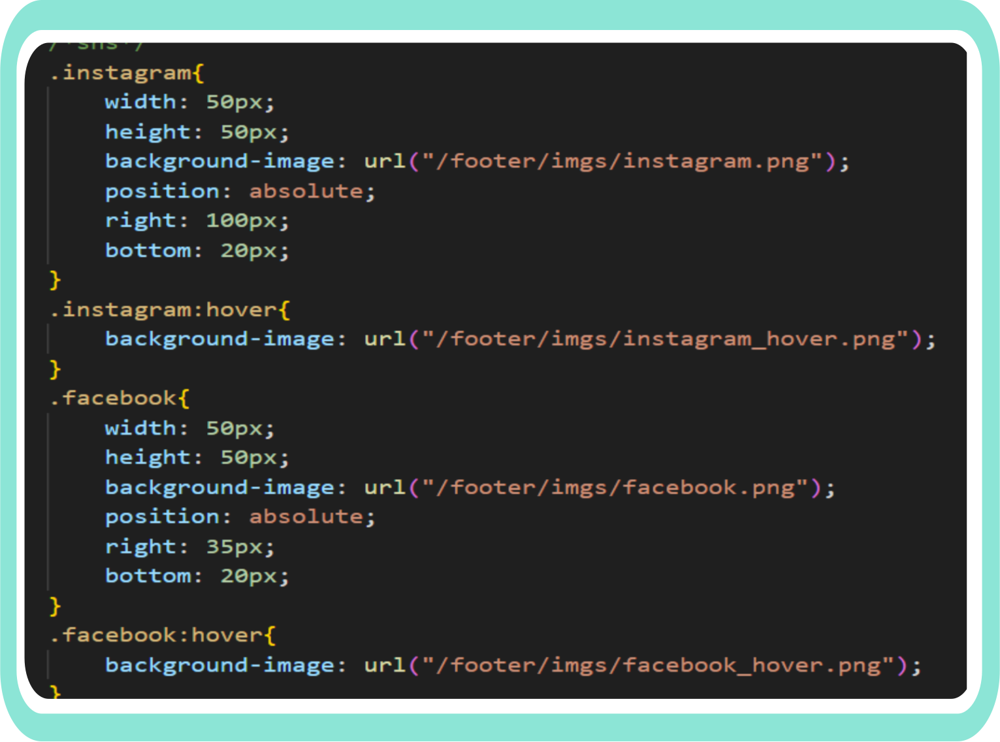 /*sns*/
.instagram{
    width: 50px;
    height: 50px;
    background-image: url("/footer/imgs/instagram.png");
    position: absolute;
    right: 100px;
    bottom: 20px;
}
.instagram:hover{
    background-image: url("/footer/imgs/instagram_hover.png");
}
.facebook{
    width: 50px;
    height: 50px;
    background-image: url("/footer/imgs/facebook.png");
    position: absolute;
    right: 35px;
    bottom: 20px;
}
.facebook:hover{
    background-image: url("/footer/imgs/facebook_hover.png");
}